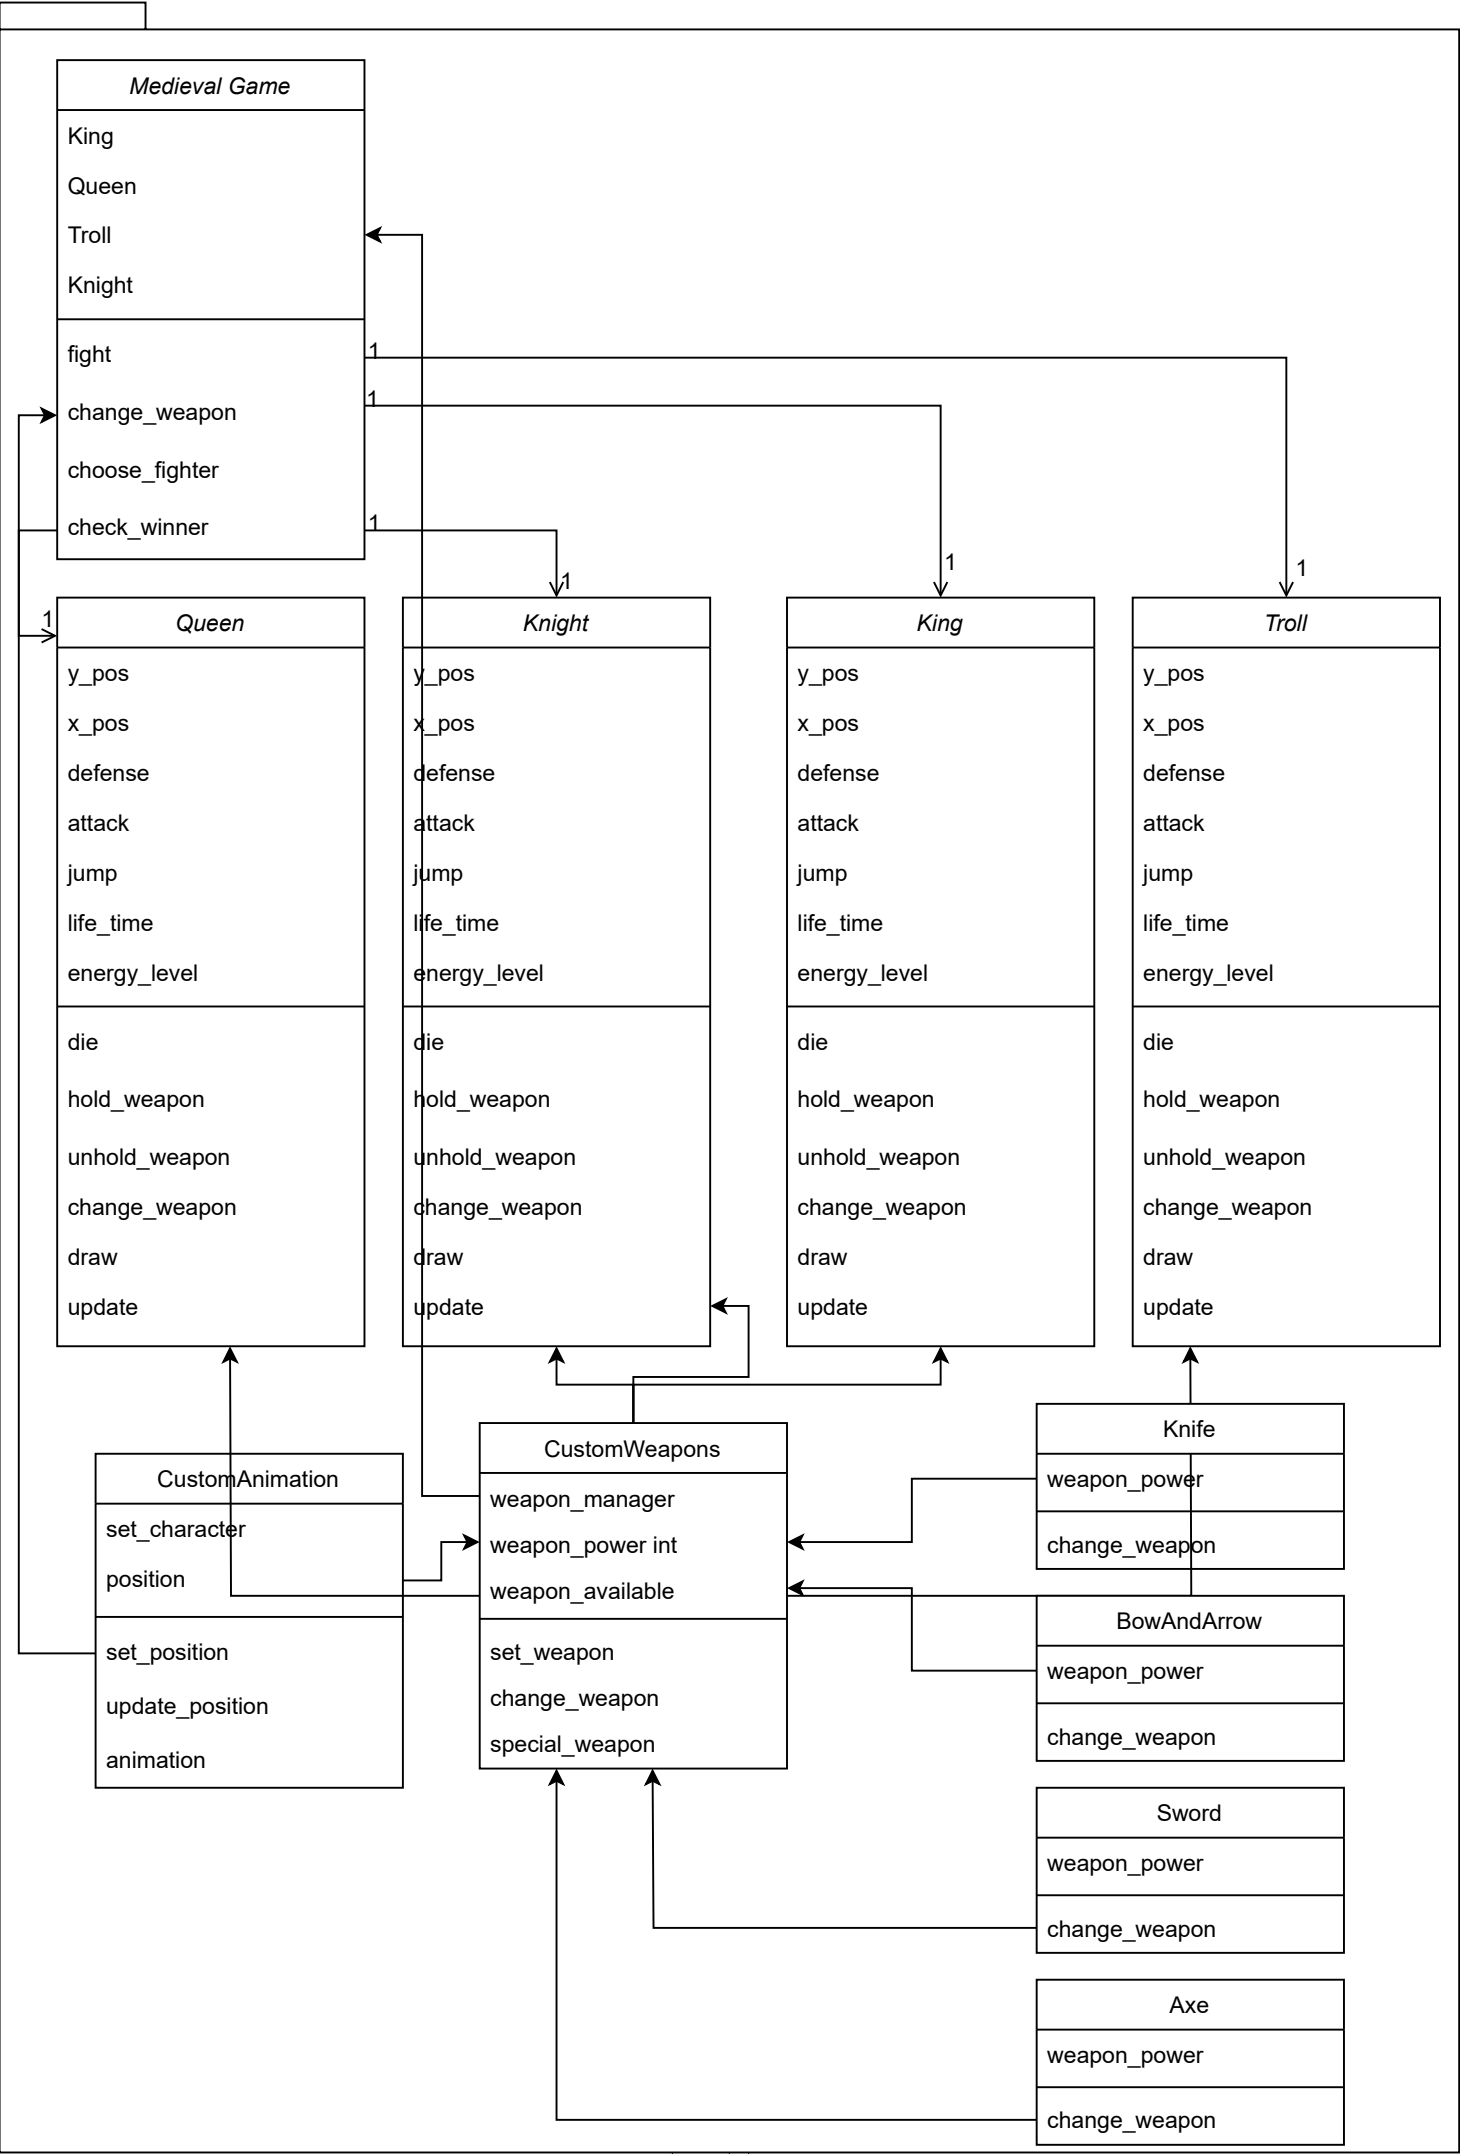 Medieval Game
King
Queen
Troll
Knight
fight
1
change_weapon
1
choose_fighter
check_winner
1
1
1
1
1
Queen
y_pos
x_pos
defense
attack
jump
life_time
energy_level
die
hold_weapon
unhold_weapon
change_weapon
draw
update
Knight
y_pos
x_pos
defense
attack
jump
life_time
energy_level
die
hold_weapon
unhold_weapon
change_weapon
draw
update
King
y_pos
x_pos
defense
attack
jump
life_time
energy_level
die
hold_weapon
unhold_weapon
change_weapon
draw
update
Troll
y_pos
x_pos
defense
attack
jump
life_time
energy_level
die
hold_weapon
unhold_weapon
change_weapon
draw
update
CustomAnimation
set_character
position
set_position
update_position
animation
CustomWeapons
weapon_manager
weapon_power int
weapon_available
set_weapon
change_weapon
special_weapon
Knife
weapon_power
change_weapon
BowAndArrow
weapon_power
change_weapon
Sword
weapon_power
change_weapon
Axe
weapon_power
change_weapon